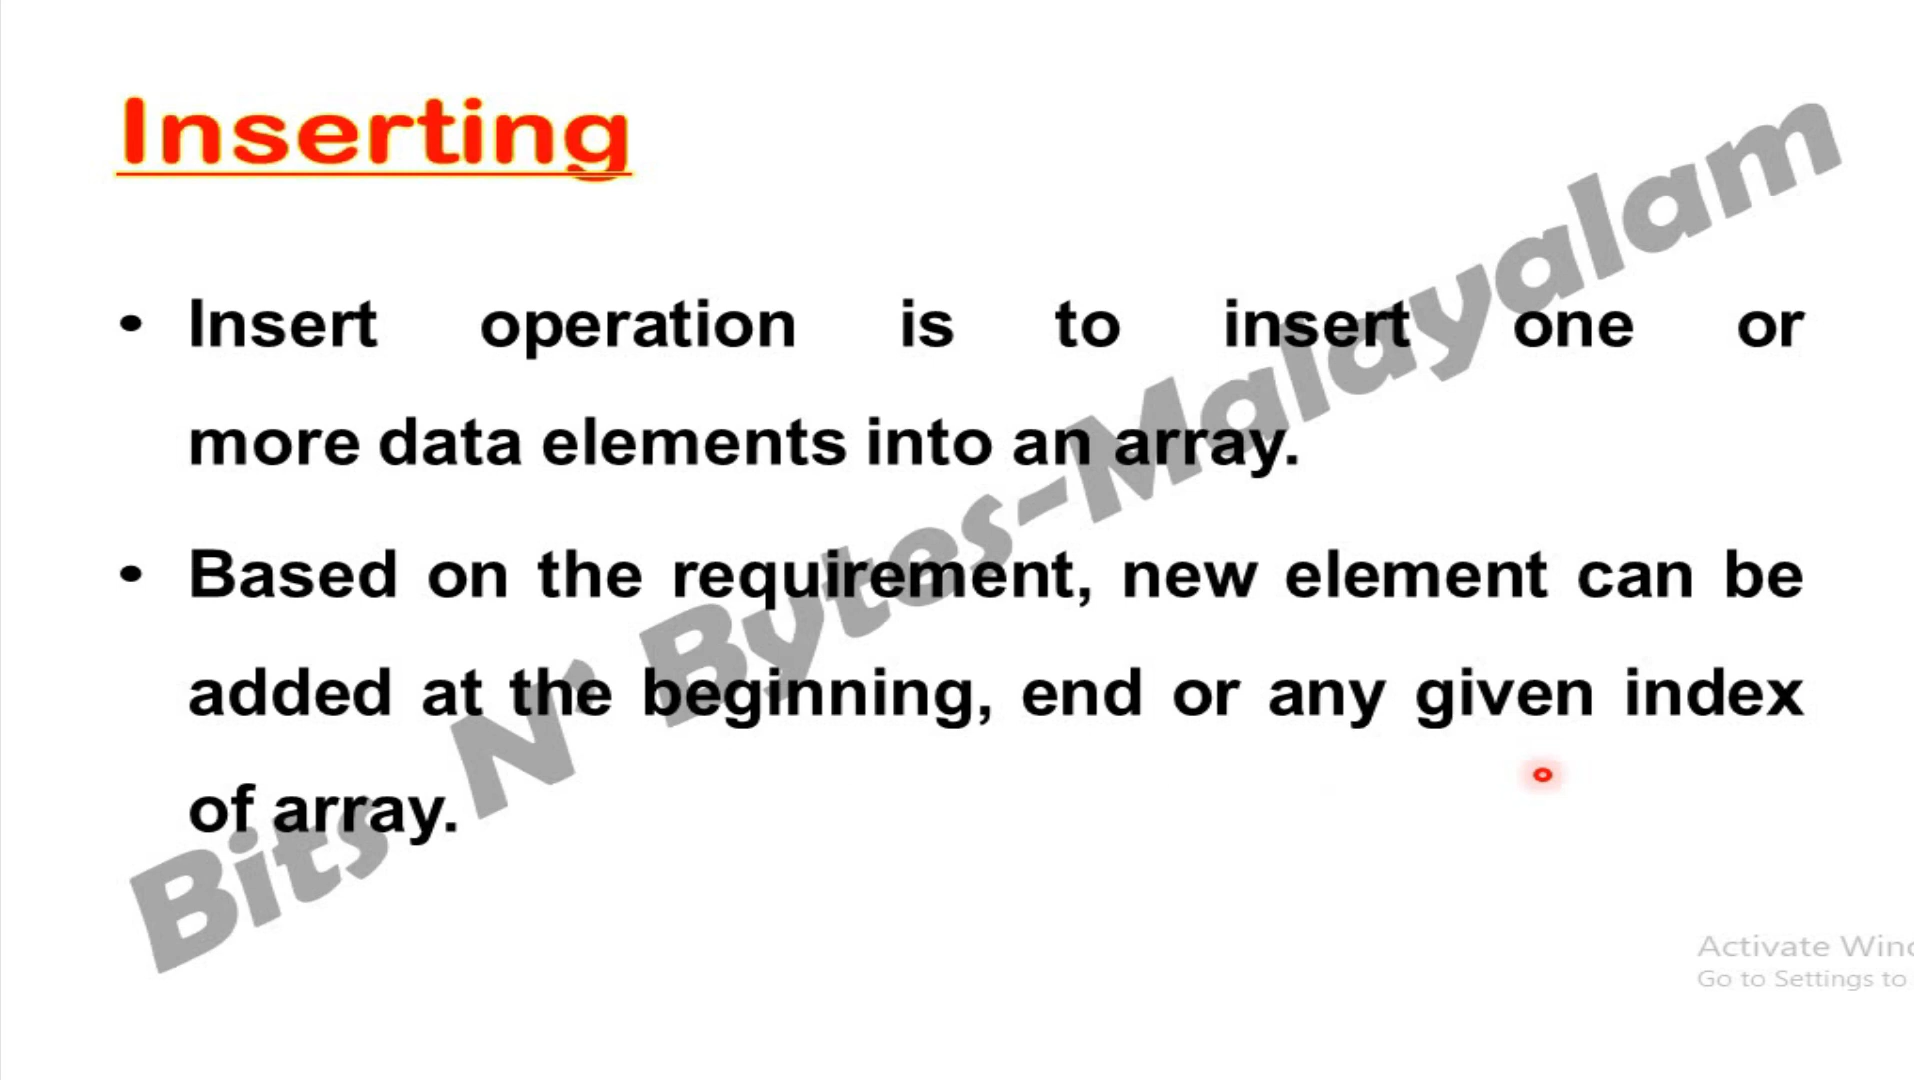 Inserting
• Insert operation is to insert one or
more data elements into an array.
• Based on the requirement, new element can be
added at the beginning, end or any given index
of array.
Bits N' Bytes-Malayalam
Activate Wind
Go to Settings to